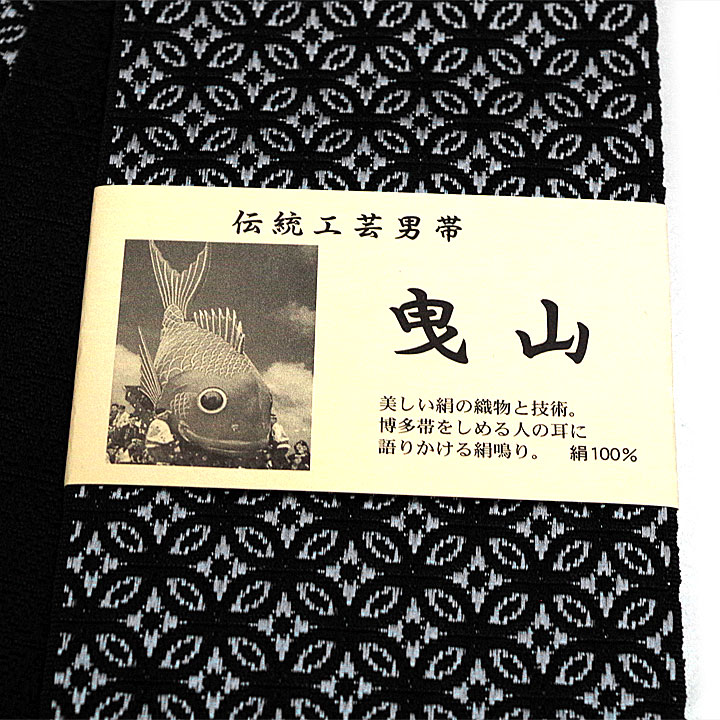 伝統工芸男帯
曳山
美しい絹の織物と技術。
博多帯をしめる人の耳に
語りかける絹鳴り。 絹100%